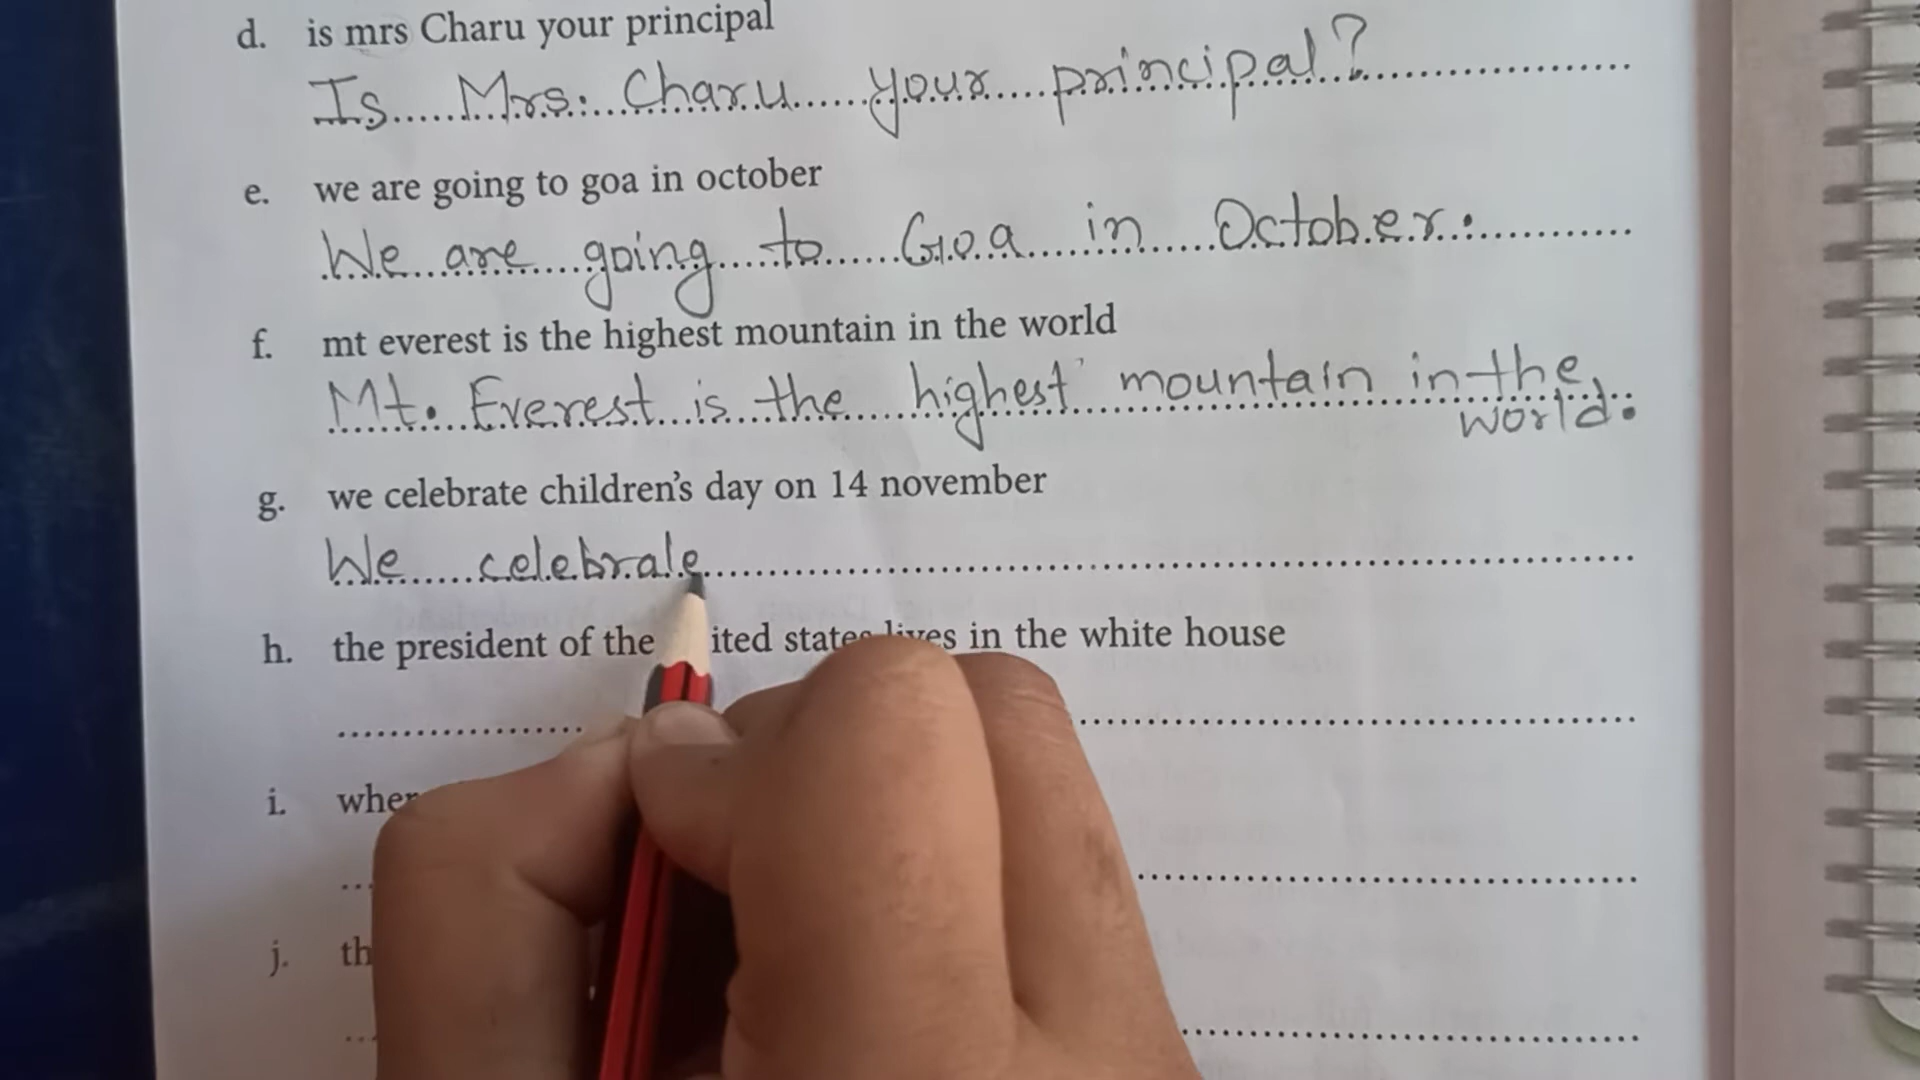 d. is mrs Charu your principal
Is Mrs. Charu your principal?
e. we are going to goa in october
We are going to Goa in October.
f. mt everest is the highest mountain in the world
Mt. Everest is the highest mountain in the
world.
g. we celebrate children's day on 14 november
We celebrale
h. the president of the ited states lives in the white house
i. wher
j. th